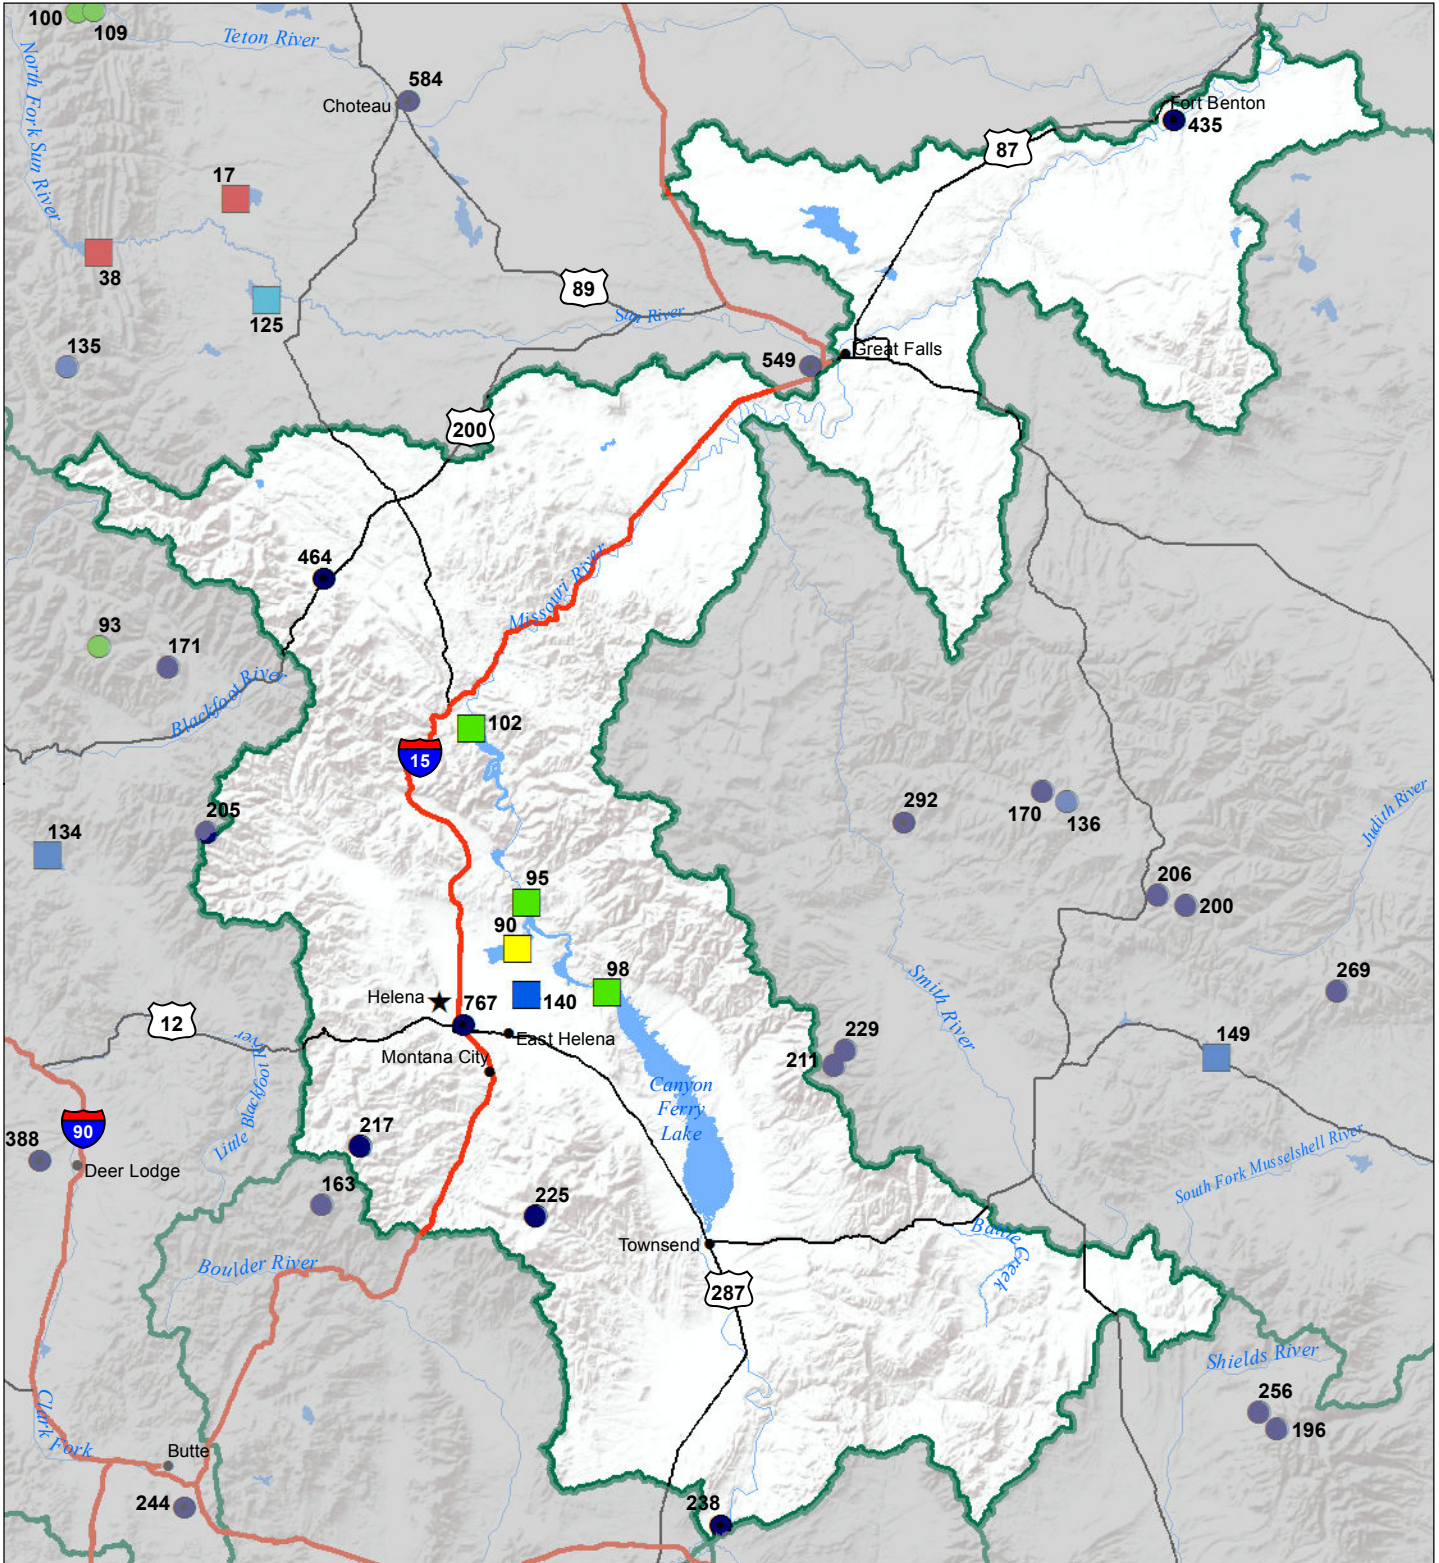 100
109
Teton River
North Fork Sun River
584
Choteau
Fort Benton
435
87
17
38
89
125
Sun River
135
549
Great Falls
200
464
Missouri River
93
171
Blackfoot River
102
15
205
134
292
170
136
Judith River
95
206
200
90
98
269
Helena
767
140
Smith River
12
East Helena
Little Blackfoot River
Montana City
229
211
149
Canyon
Ferry
Lake
90
388
217
Deer Lodge
South Fork Musselshell River
163
225
Townsend
Battle Creek
Boulder River
287
Shields River
Clark Fork
256
196
Butte
244
238